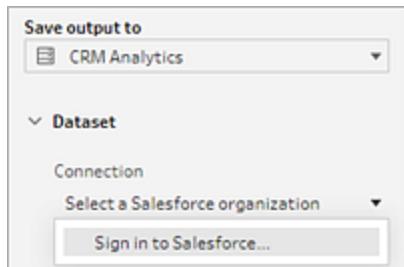 Save output to
CRM Analytics
Dataset
Connection
Select a Salesforce organization
Sign in to Salesforce...